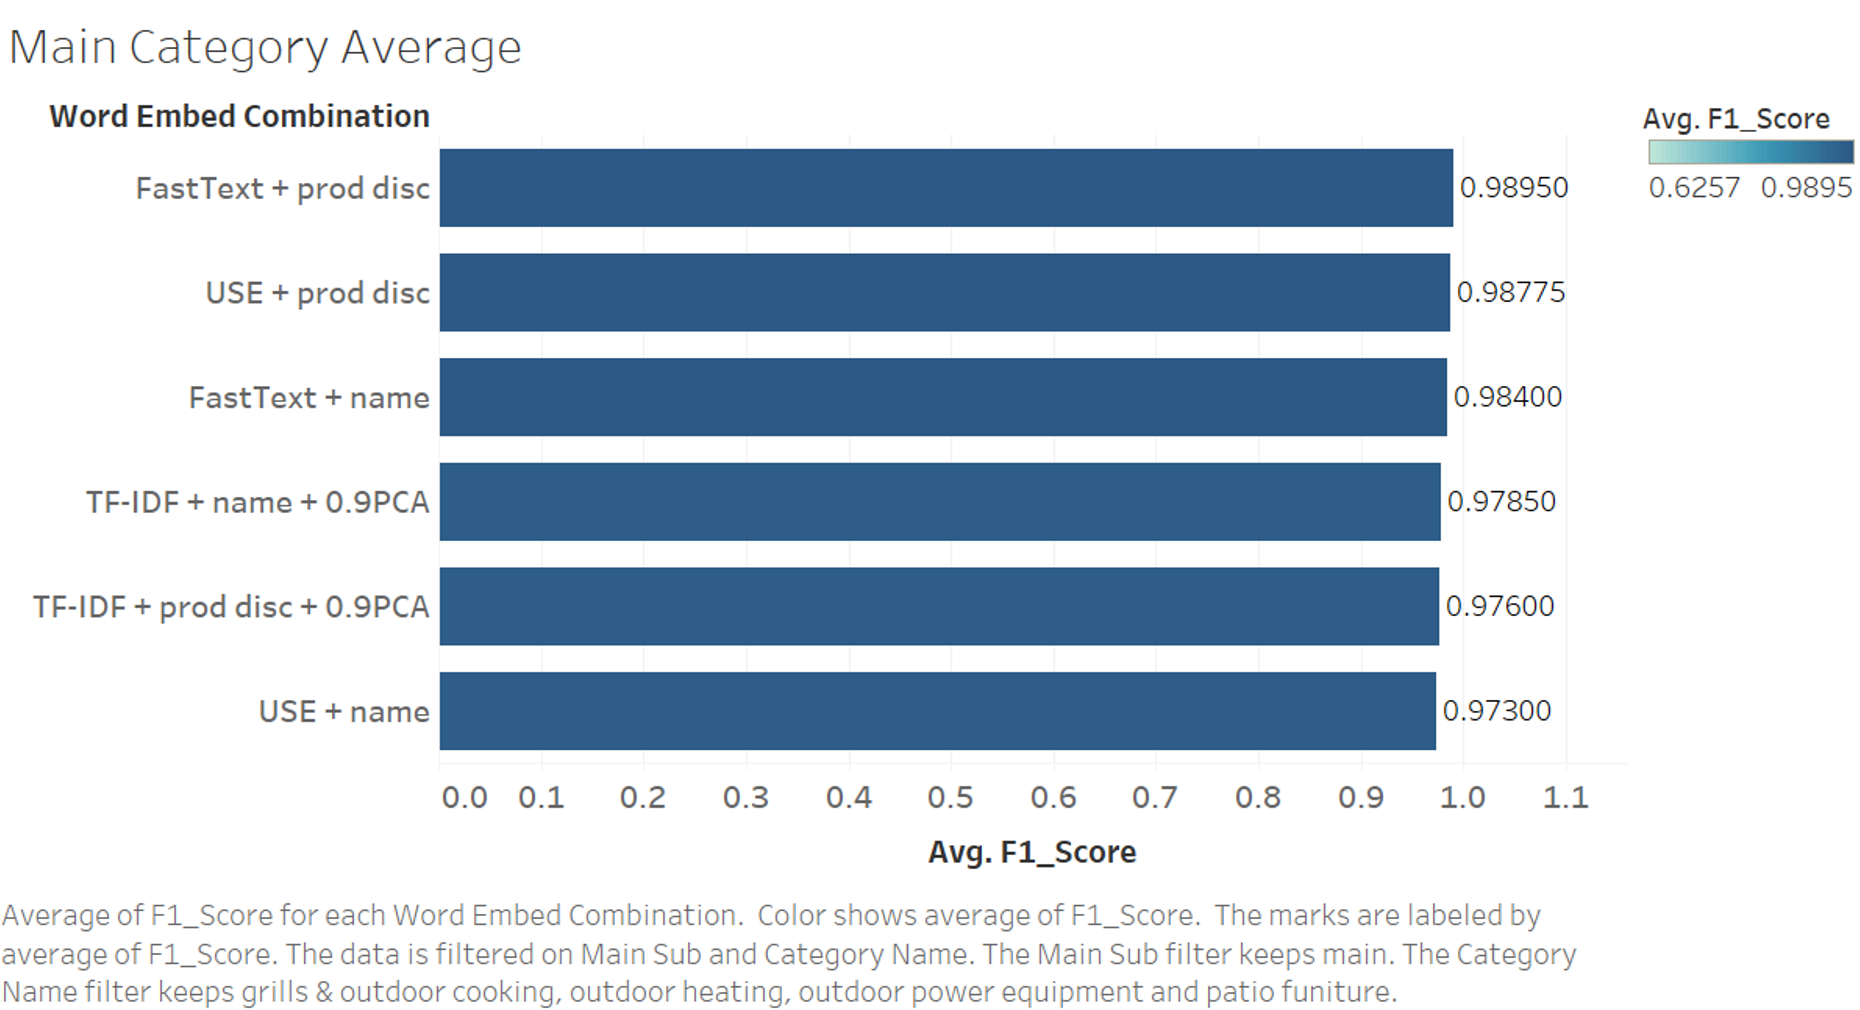 Main Category Average
Word Embed Combination
Avg. F1_Score
0.6257 0.9895
FastText + prod disc 0.98950
USE + prod disc 0.98775
FastText + name 0.98400
TF-IDF + name + 0.9PCA 0.97850
TF-IDF + prod disc + 0.9PCA 0.97600
USE + name 0.97300
0.0 0.1 0.2 0.3 0.4 0.5 0.6 0.7 0.8 0.9 1.0 1.1
Avg. F1_Score
Average of F1_Score for each Word Embed Combination.  Color shows average of F1_Score.  The marks are labeled by
average of F1_Score. The data is filtered on Main Sub and Category Name. The Main Sub filter keeps main. The Category
Name filter keeps grills & outdoor cooking, outdoor heating, outdoor power equipment and patio funiture.